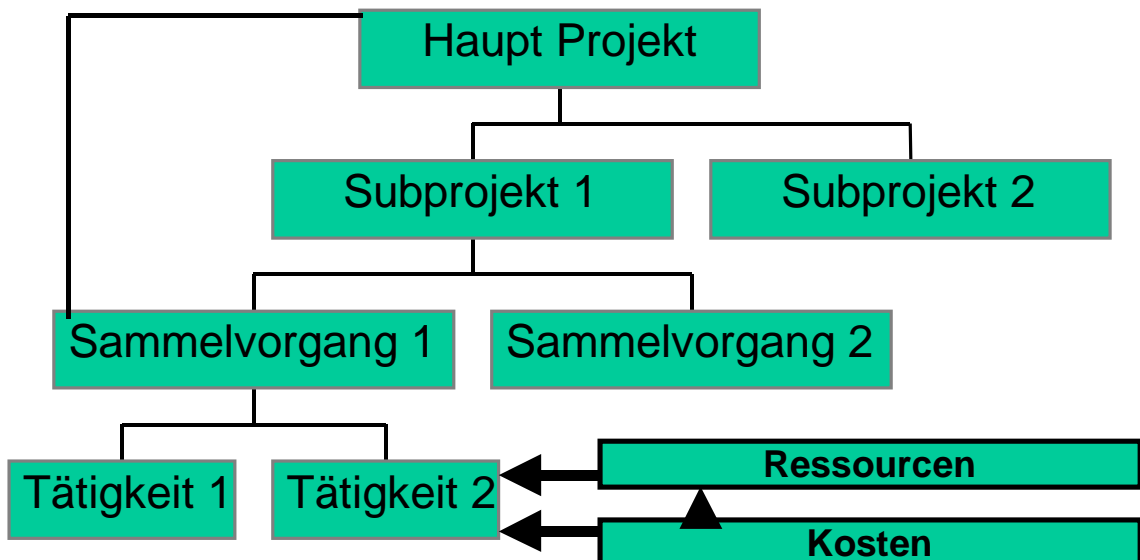 Haupt Projekt
Subprojekt 1
Subprojekt 2
Sammelvorgang 1
Sammelvorgang 2
Tätigkeit 1
Tätigkeit 2
Ressourcen
Kosten